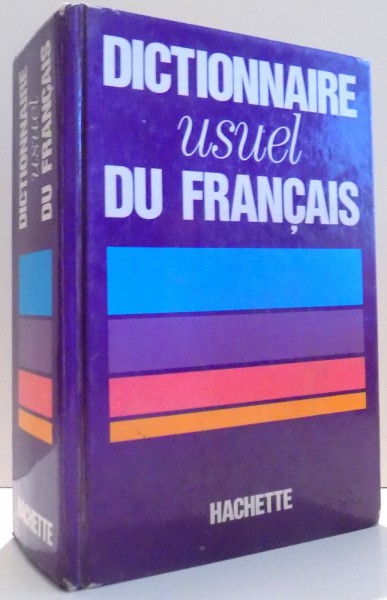 DICTIONNAIRE
usuel
DU FRANÇAIS
HACHETTE
DICTIONNAIRE
usuel
DU FRANÇAIS
HACHETTE